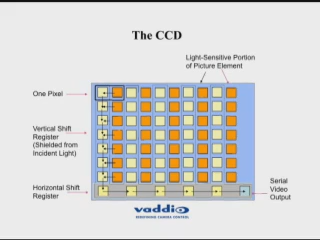 The CCD
Light-Sensitive Portion
of Picture Element
One Pixel
Vertical Shift
Register
(Shielded from
Incident Light)
Horizontal Shift
Register
Serial
Video
Output
vaddio